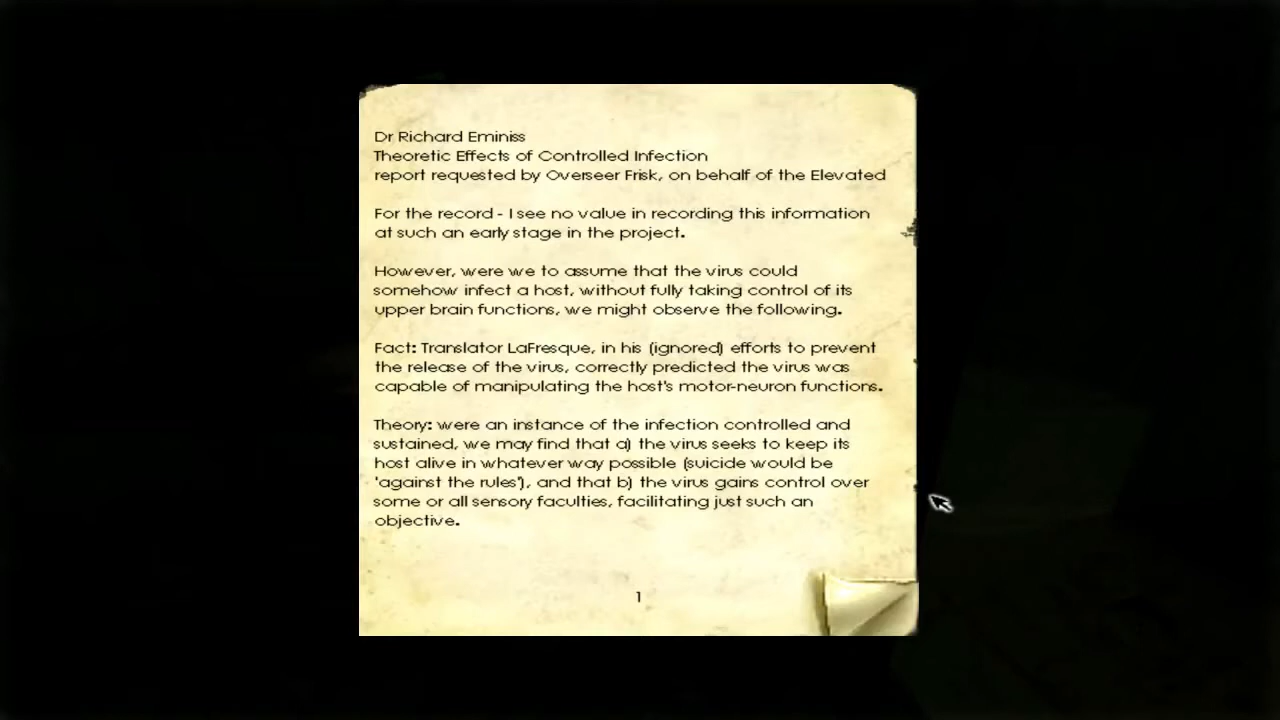 Dr Richard Eminiss
Theoretic Effects of Controlled Infection
report requested by Overseer Frisk, on behalf of the Elevated
For the record - I see no value in recording this information
at such an early stage in the project.
However, were we to assume that the virus could
somehow infect a host, without fully taking control of its
upper brain functions, we might observe the following.
Fact: Translator LaFresque, in his (ignored) efforts to prevent
the release of the virus, correctly predicted the virus was
capable of manipulating the host's motor-neuron functions.
Theory: were an instance of the infection controlled and
sustained, we may find that a) the virus seeks to keep its
host alive in whatever way possible (suicide would be
'against the rules'), and that b) the virus gains control over
some or all sensory faculties, facilitating just such an
objective.
1